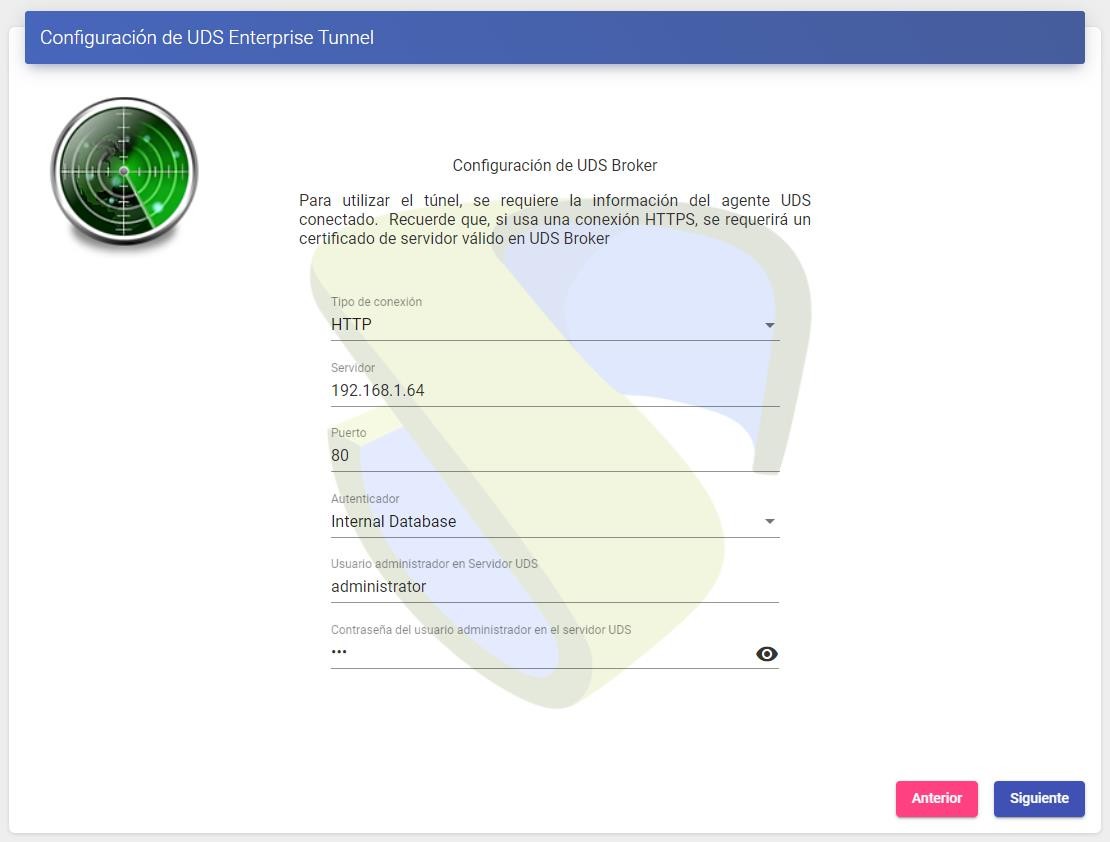 Configuración de UDS Enterprise Tunnel
Configuración de UDS Broker
Para utilizar el túnel, se requiere la información del agente UDS
conectado. Recuerde que, si usa una conexión HTTPS, se requerirá un
certificado de servidor válido en UDS Broker
Tipo de conexión
HTTP
Servidor
192.168.1.64
Puerto
80
Autenticador
Internal Database
Usuario administrador en Servidor UDS
administrator
Contraseña del usuario administrador en el servidor UDS
•••
Anterior
Siguiente